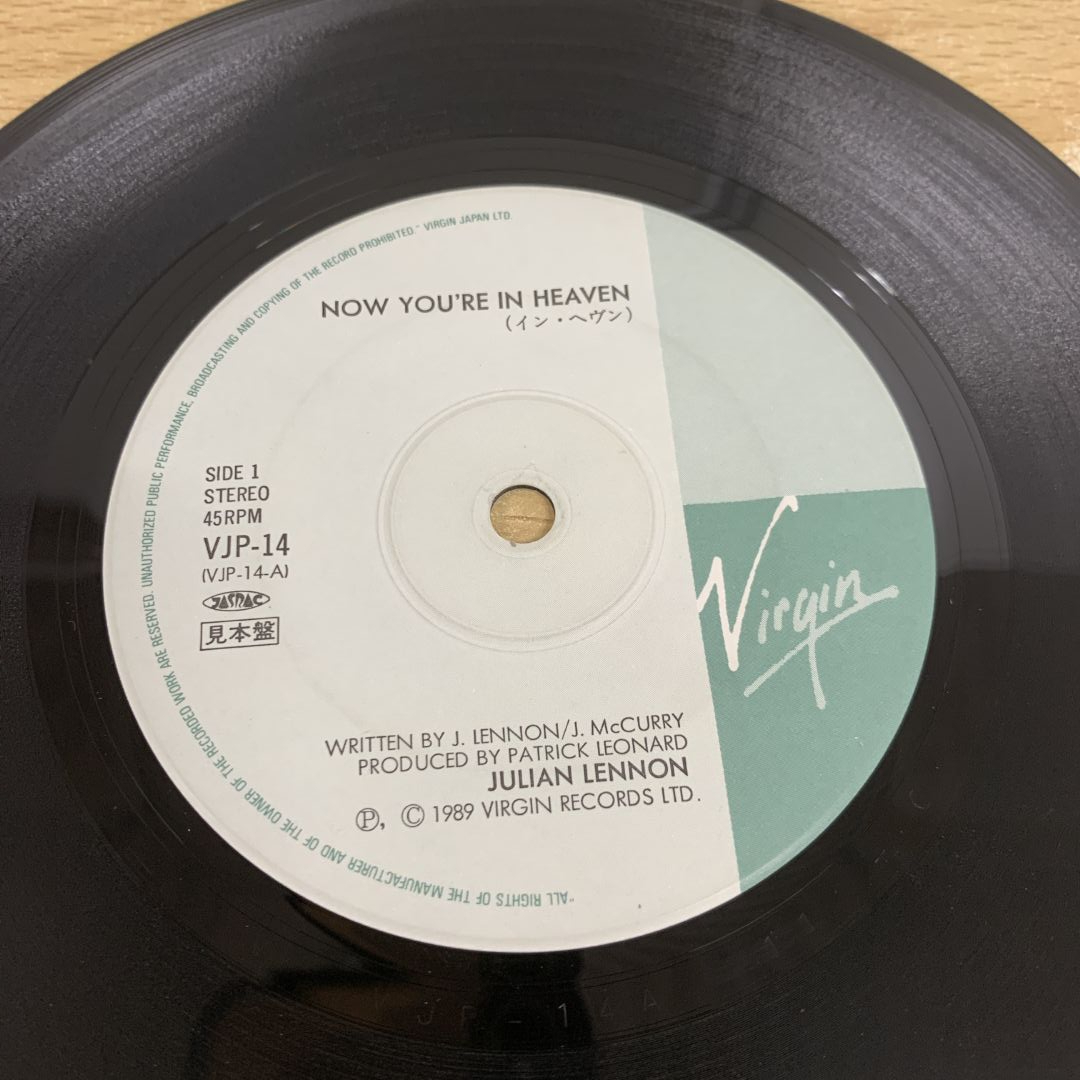 NOW YOU'RE IN HEAVEN
(イン・ヘヴン)
SIDE 1
STEREO
45RPM
VJP-14
(VJP-14-A)
JASRAC
見本盤
Virgin
WRITTEN BY J. LENNON/J. McCURRY
PRODUCED BY PATRICK LEONARD
JULIAN LENNON
Ⓟ, Ⓒ 1989 VIRGIN RECORDS LTD.
"ALL RIGHTS OF THE MANUFACTURER AND OF THE OWNER OF THE RECORDED WORK ARE RESERVED. UNAUTHORIZED PUBLIC PERFORMANCE, BROADCASTING AND COPYING OF THE RECORD PROHIBITED." VIRGIN JAPAN LTD.